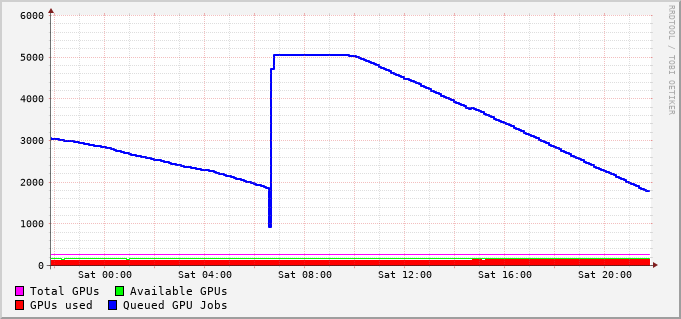 6000
5000
4000
3000
2000
1000
0
Sat 00:00 Sat 04:00 Sat 08:00 Sat 12:00 Sat 16:00 Sat 20:00
Total GPUs Available GPUs
GPUs used Queued GPU Jobs
RRDTOOL / TOBI OETIKER